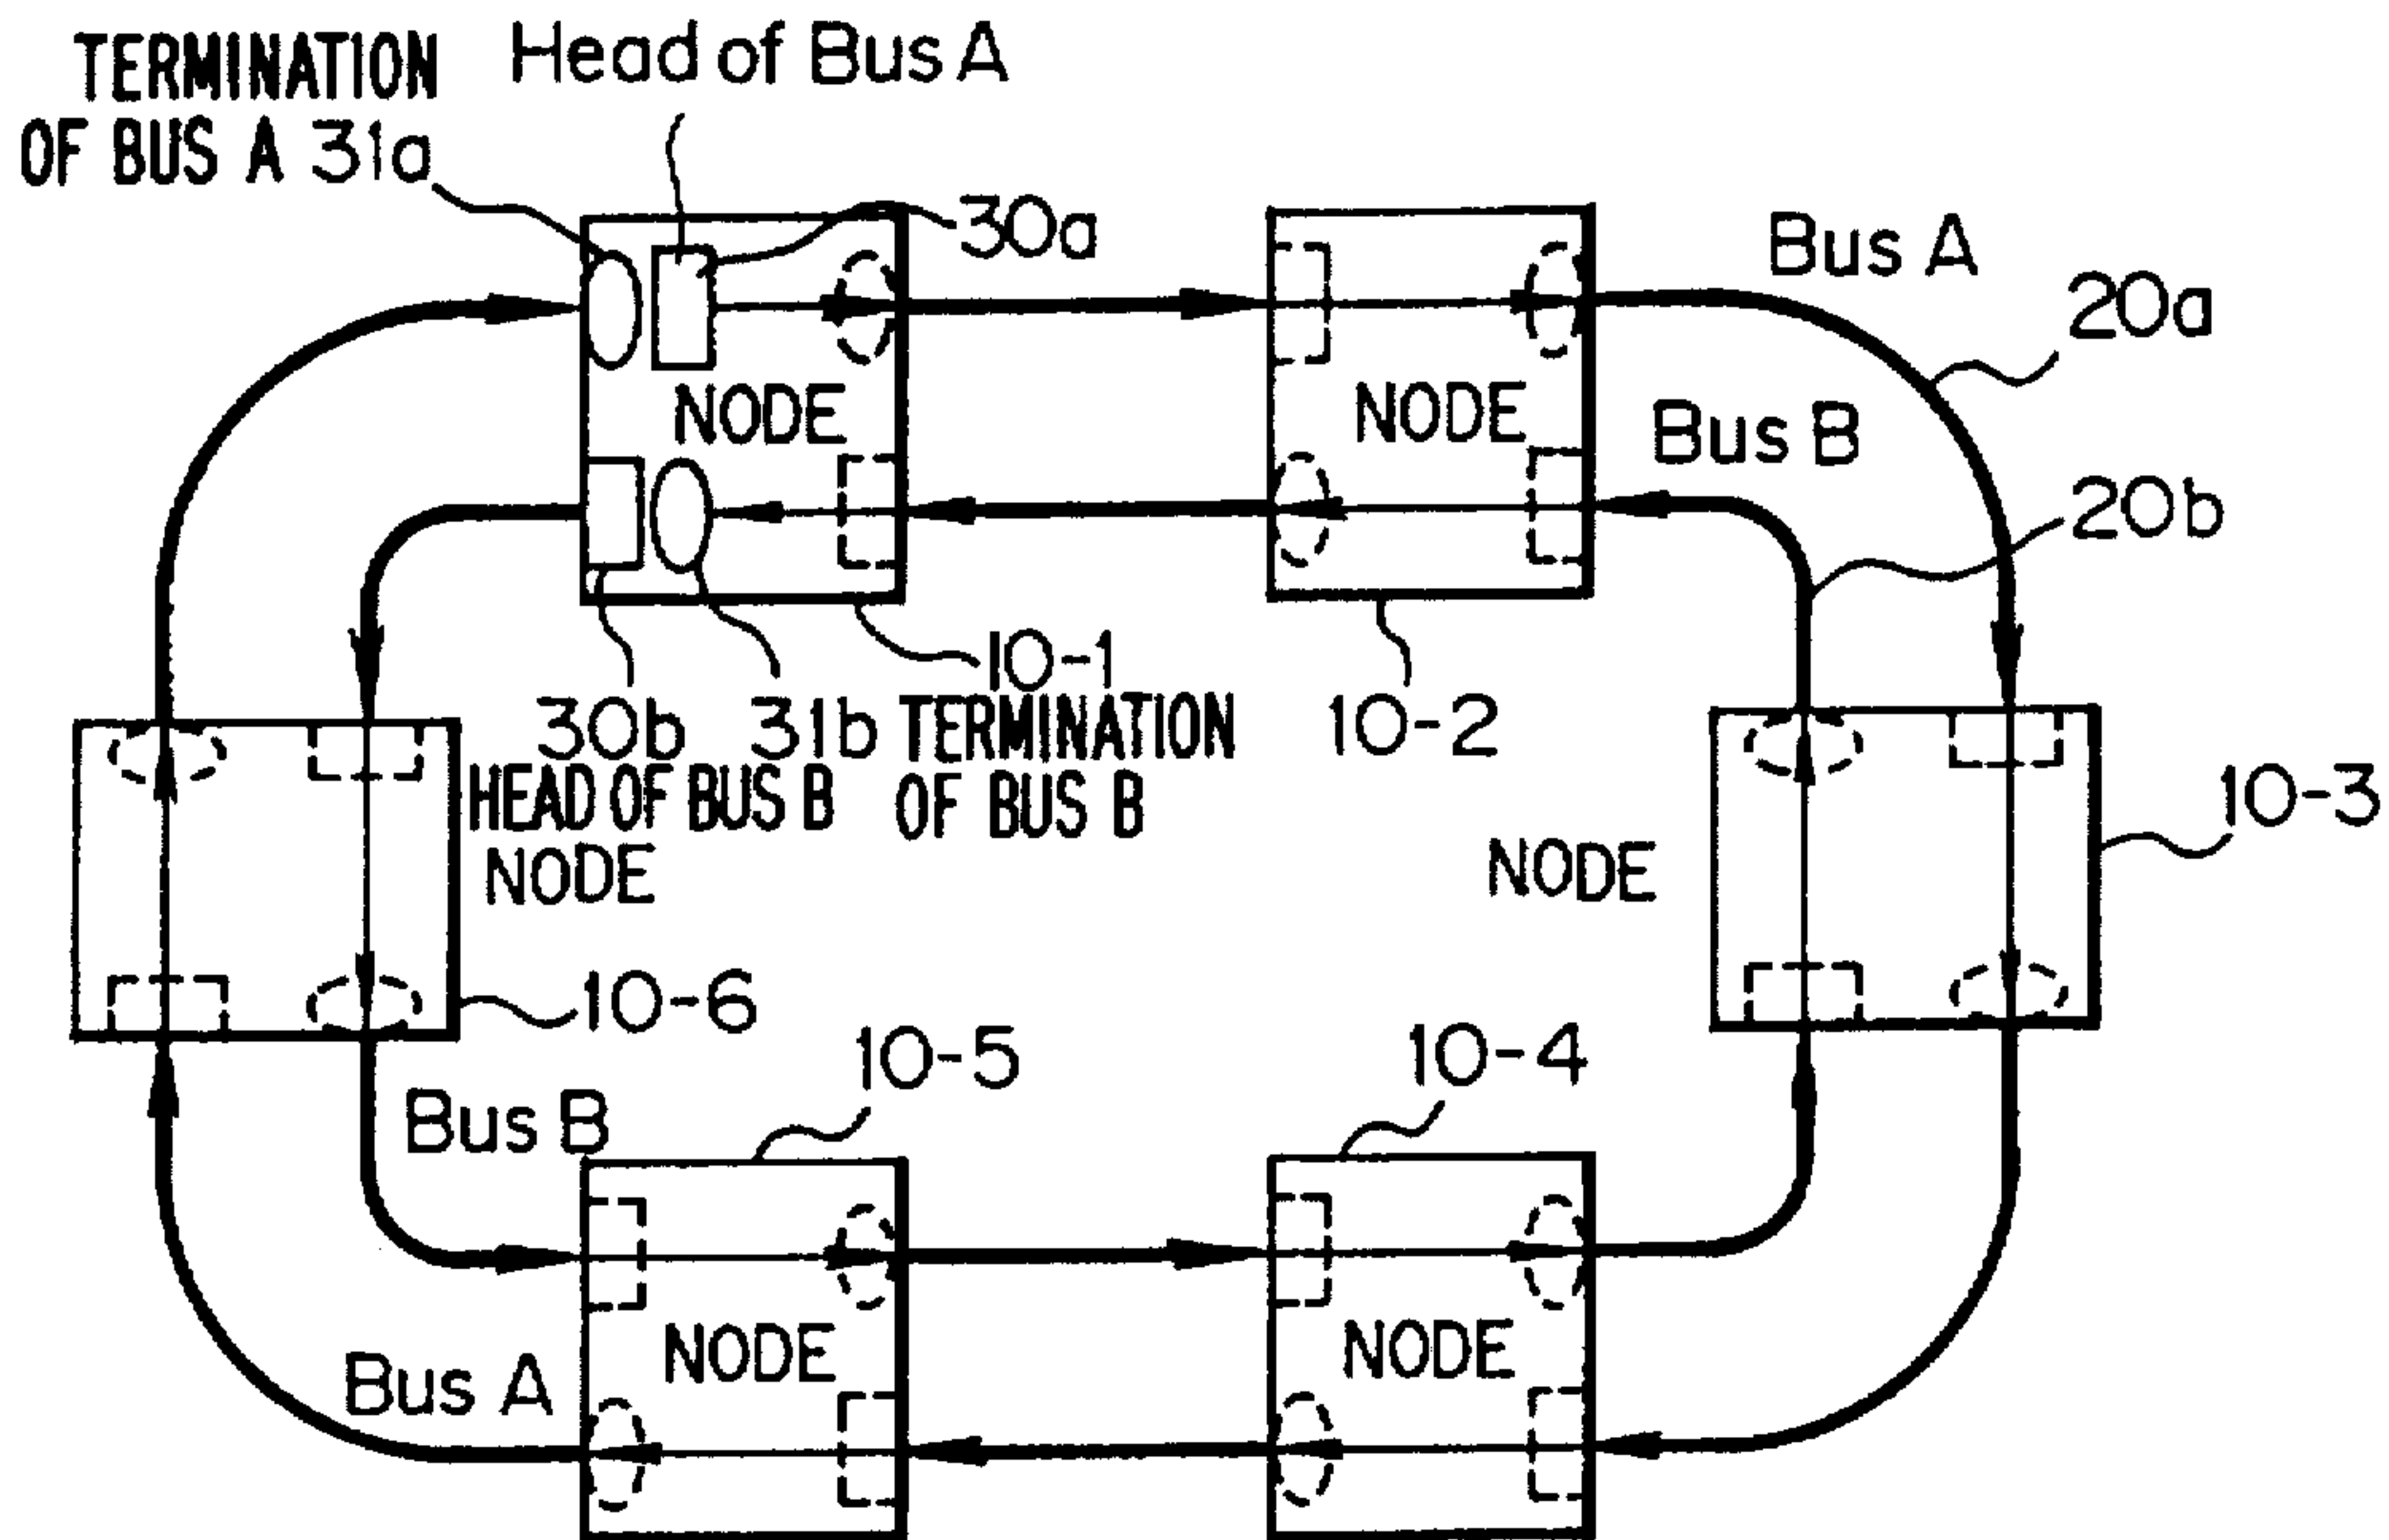 TERMINATION
OF BUS A 31a
Head of Bus A
30a
Bus A
20a
NODE
NODE
Bus B
20b
10-1
30b 31b TERMINATION
HEAD OF BUS B OF BUS B
10-2
10-3
NODE
NODE
10-6
10-5
10-4
Bus B
NODE
NODE
Bus A